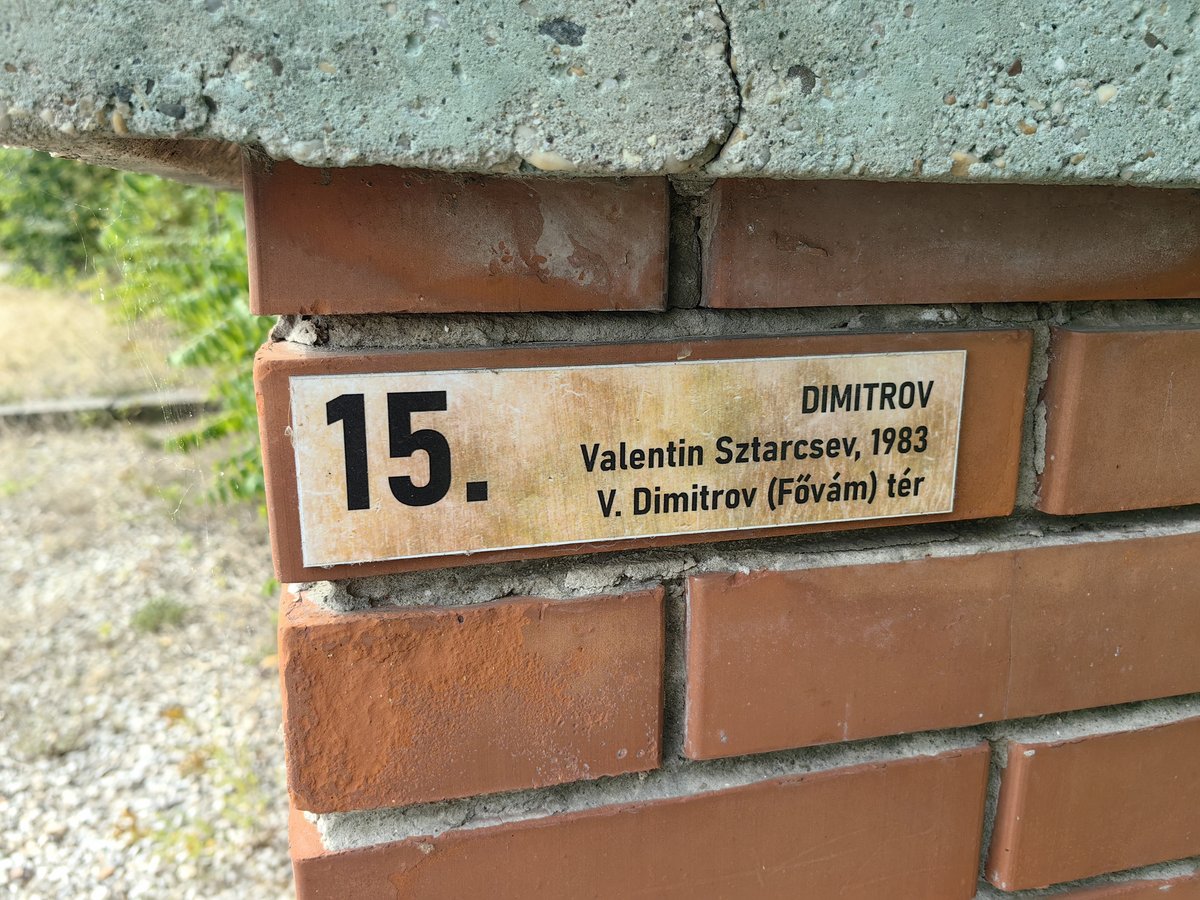 15.
DIMITROV
Valentin Sztarcsev, 1983
V. Dimitrov (Fővám) tér